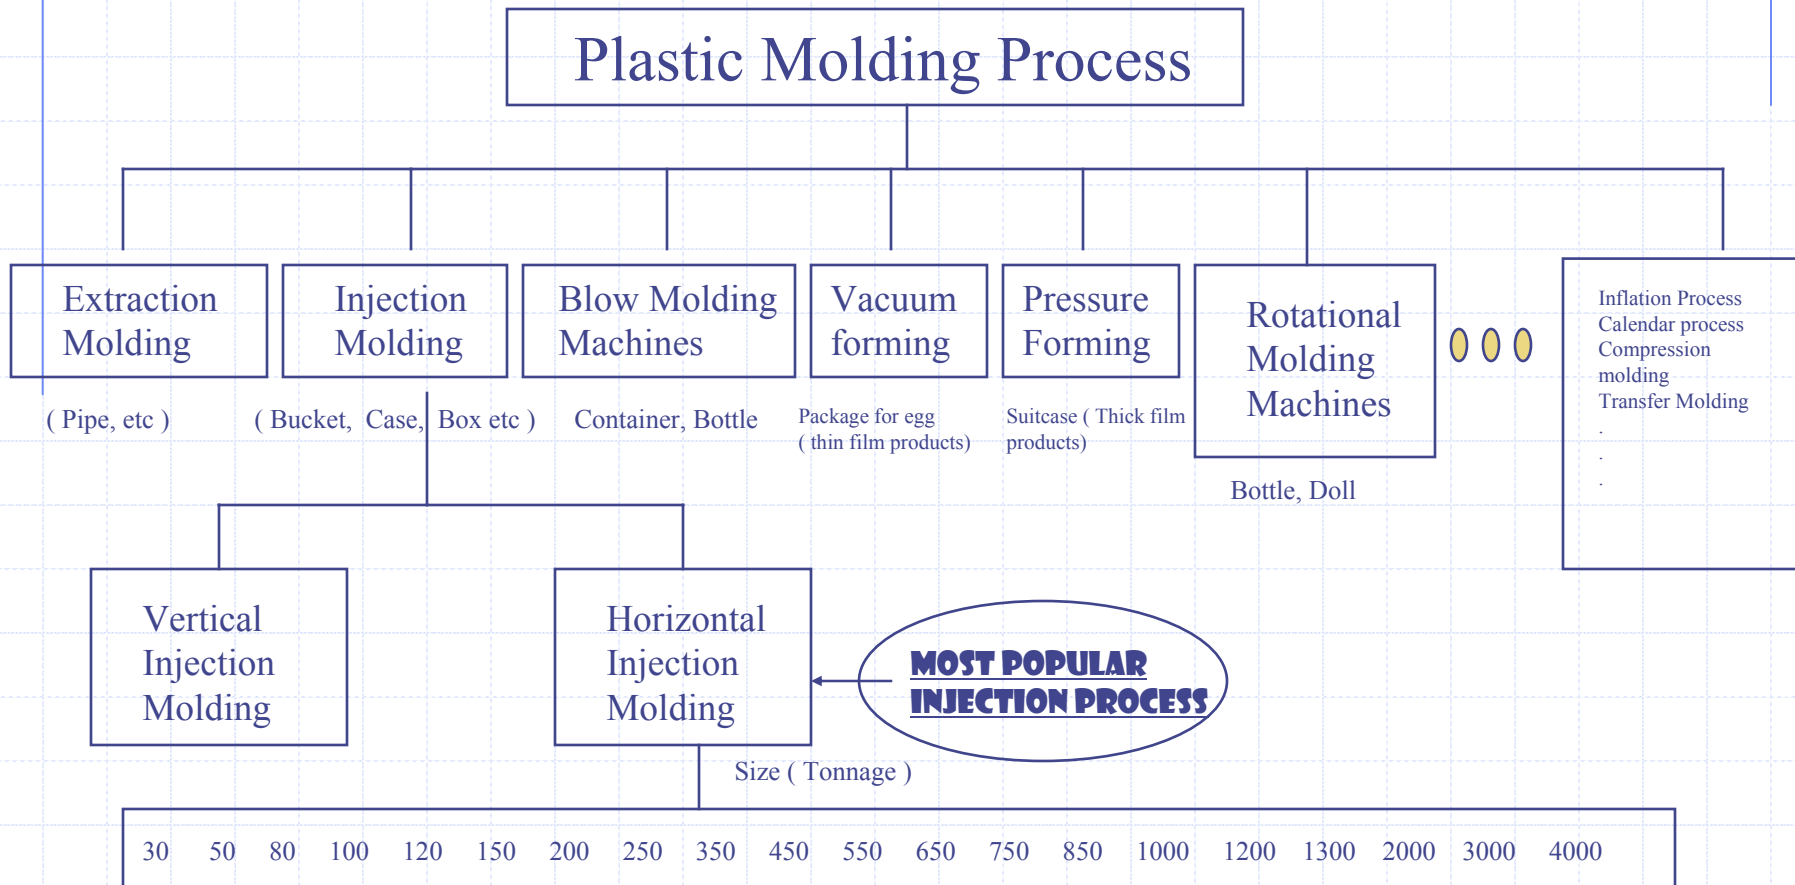 Plastic Molding Process
Extraction
Molding
Injection
Molding
Blow Molding
Machines
Vacuum
forming
Pressure
Forming
Rotational
Molding
Machines
Inflation Process
Calendar process
Compression
molding
Transfer Molding
.
.
.
( Pipe, etc )
( Bucket, Case, Box etc )
Container, Bottle
Package for egg
( thin film products)
Suitcase ( Thick film
products)
Bottle, Doll
Vertical
Injection
Molding
Horizontal
Injection
Molding
MOST POPULAR
INJECTION PROCESS
Size ( Tonnage )
30 50 80 100 120 150 200 250 350 450 550 650 750 850 1000 1200 1300 2000 3000 4000